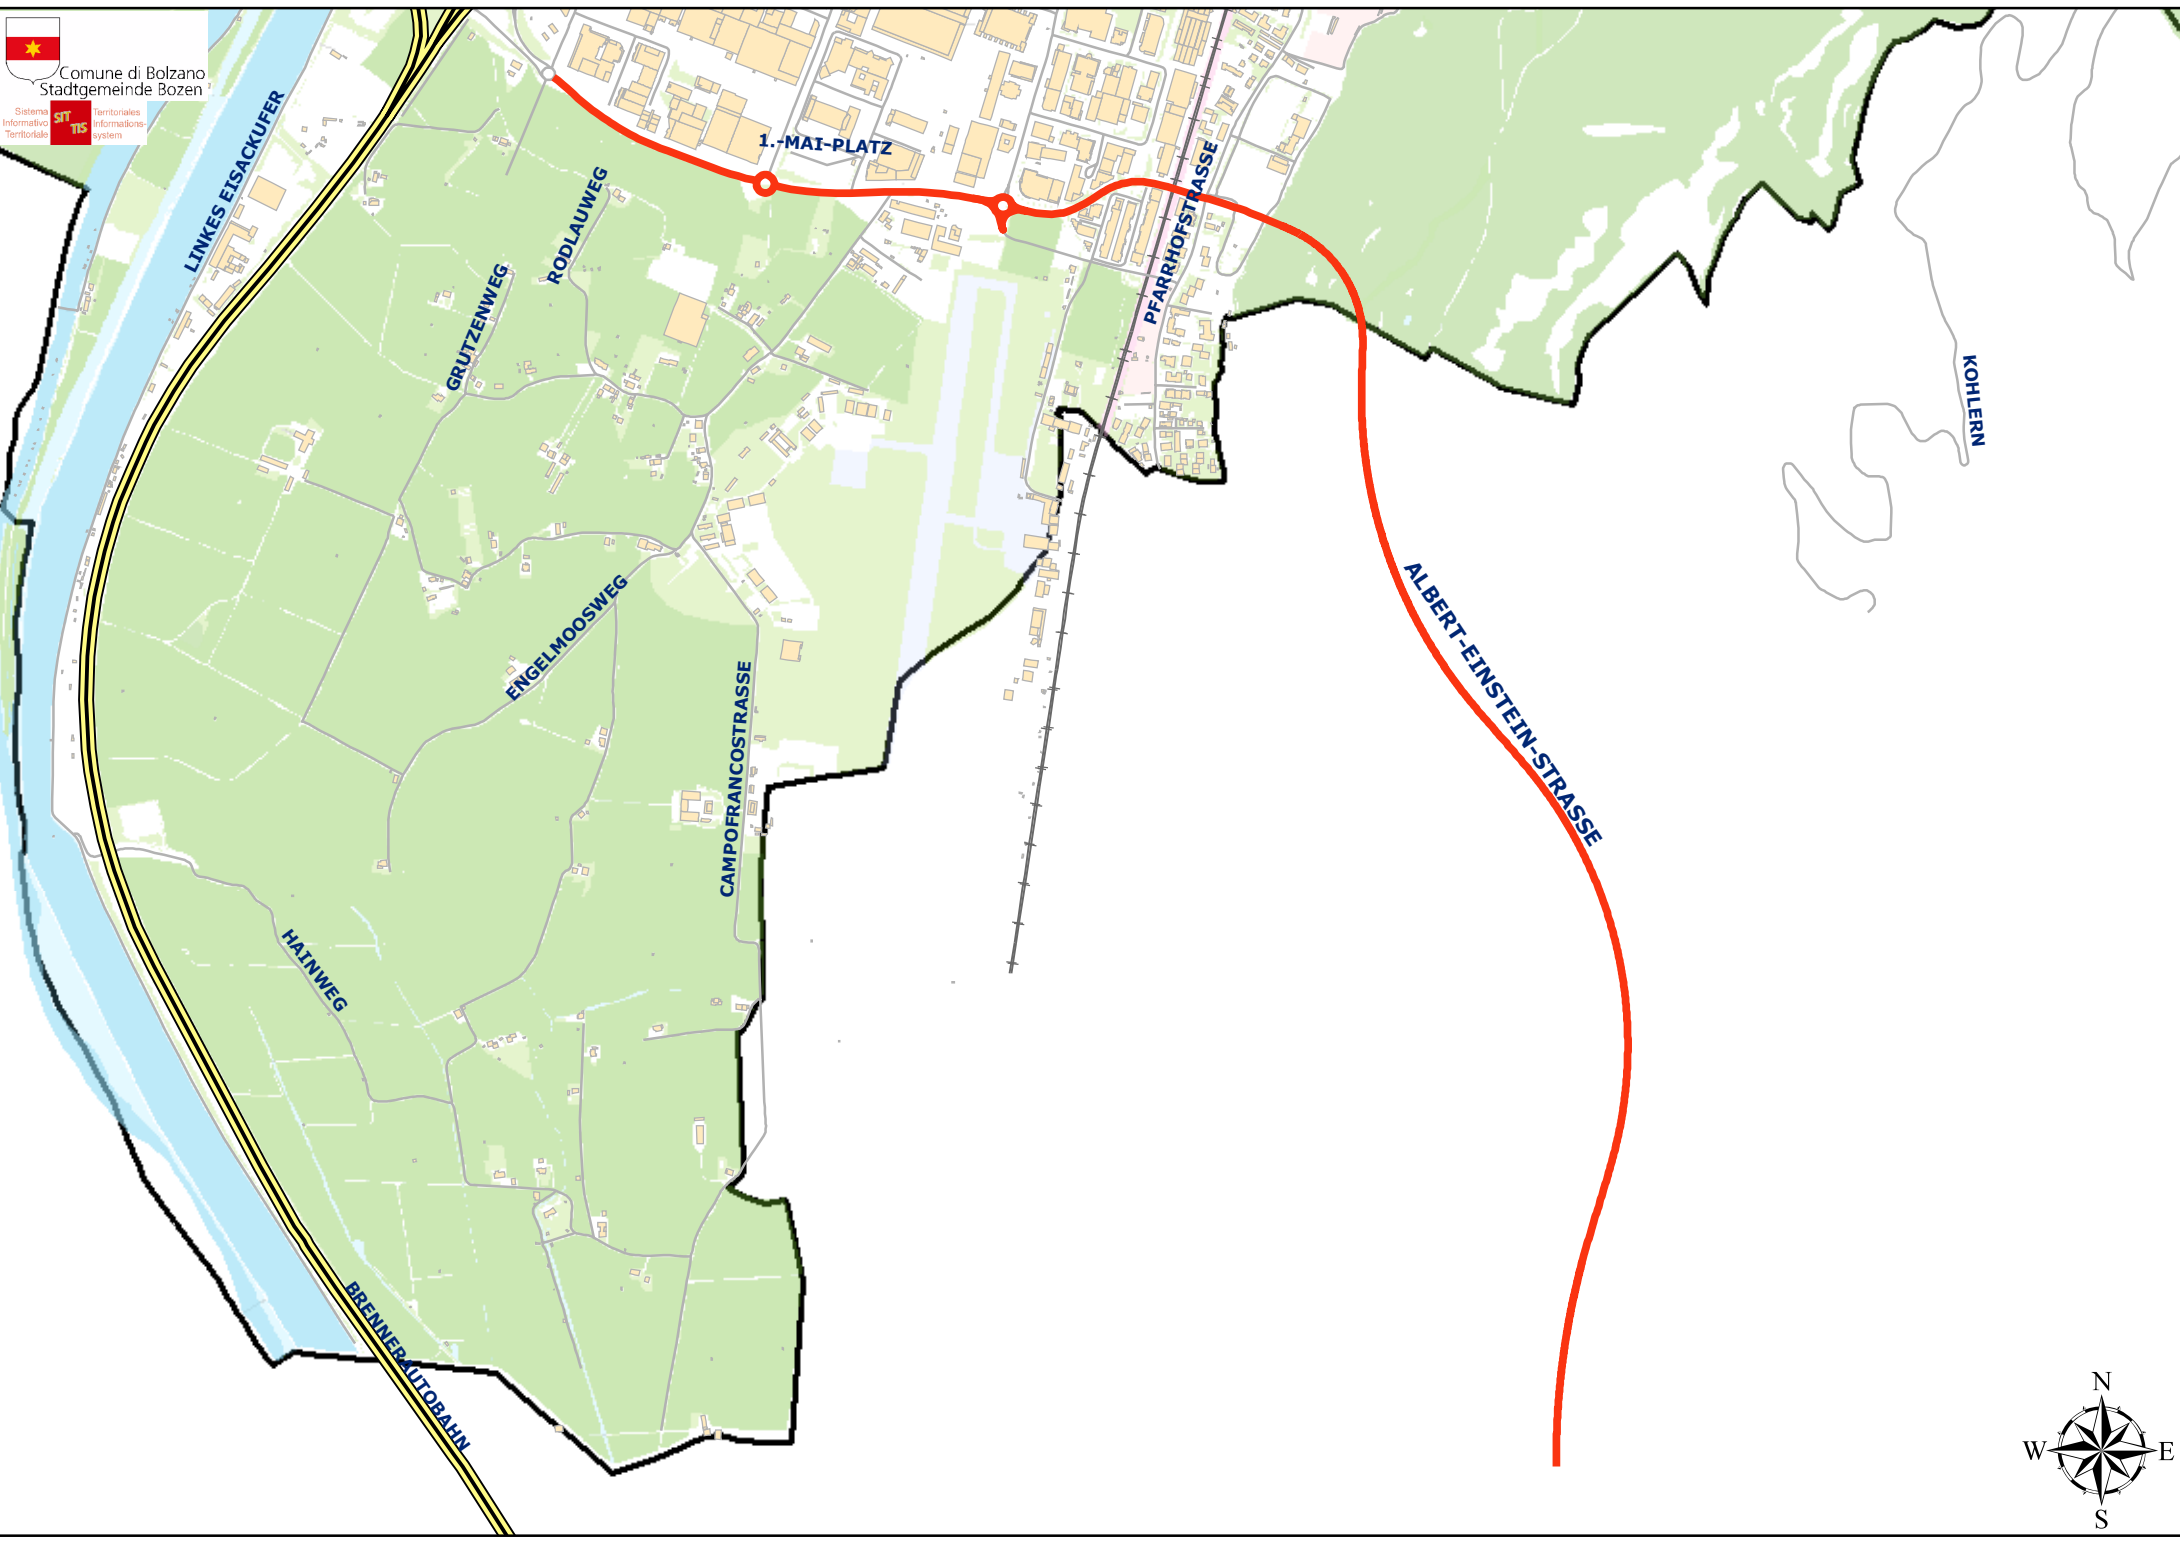 Comune di Bolzano
Stadtgemeinde Bozen
Sistema
Informativo
Territoriale
SIT
TIS
Territoriales
Informations-
system
LINKES EISACKUFER
1.-MAI-PLATZ
RODLAUWEG
GRUTZENWEG
PFARRHOFSTRASSE
KOHLERN
ENGELMOOSWEG
ALBERT-EINSTEIN-STRASSE
CAMPOFRANCOSTRASSE
HAINWEG
BRENNERAUTOBAHN
N
W
E
S